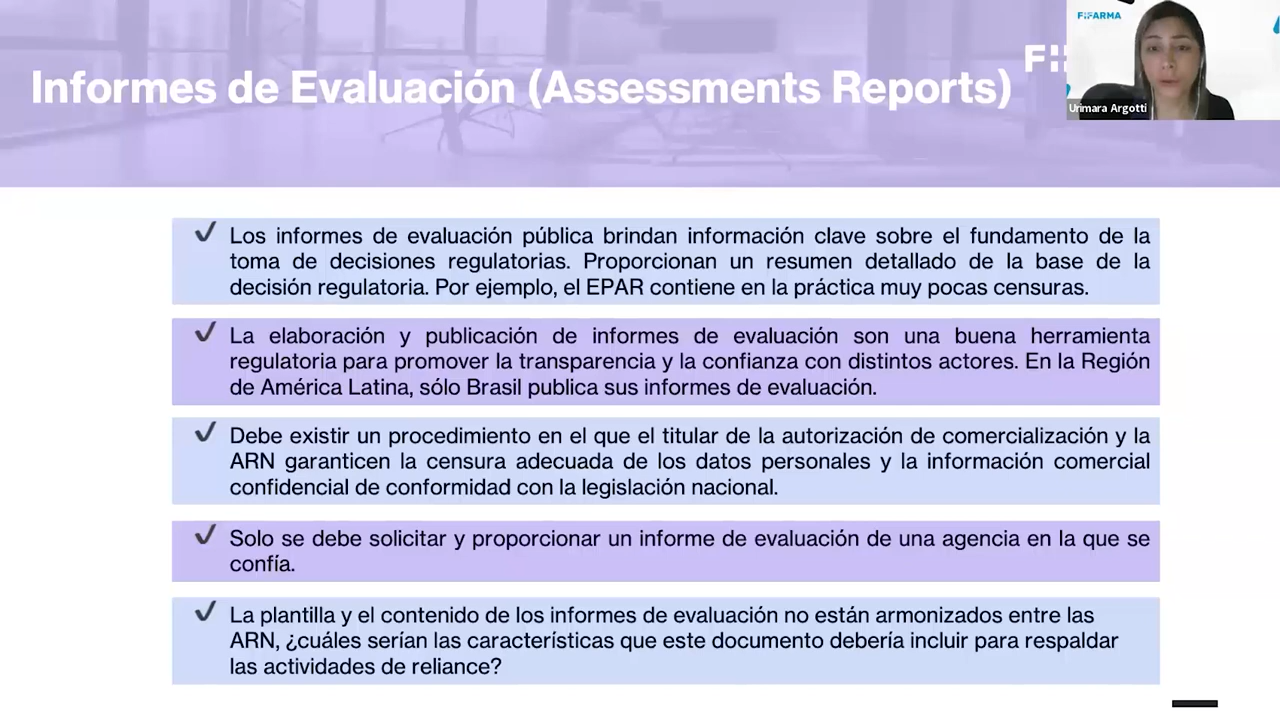 FIFARMA
Informes de Evaluación (Assessments Reports)
Urimara Argotti
✓ Los informes de evaluación pública brindan información clave sobre el fundamento de la
toma de decisiones regulatorias. Proporcionan un resumen detallado de la base de la
decisión regulatoria. Por ejemplo, el EPAR contiene en la práctica muy pocas censuras.
✓ La elaboración y publicación de informes de evaluación son una buena herramienta
regulatoria para promover la transparencia y la confianza con distintos actores. En la Región
de América Latina, sólo Brasil publica sus informes de evaluación.
✓ Debe existir un procedimiento en el que el titular de la autorización de comercialización y la
ARN garanticen la censura adecuada de los datos personales y la información comercial
confidencial de conformidad con la legislación nacional.
✓ Solo se debe solicitar y proporcionar un informe de evaluación de una agencia en la que se
confía.
✓ La plantilla y el contenido de los informes de evaluación no están armonizados entre las
ARN, ¿cuáles serían las características que este documento debería incluir para respaldar
las actividades de reliance?